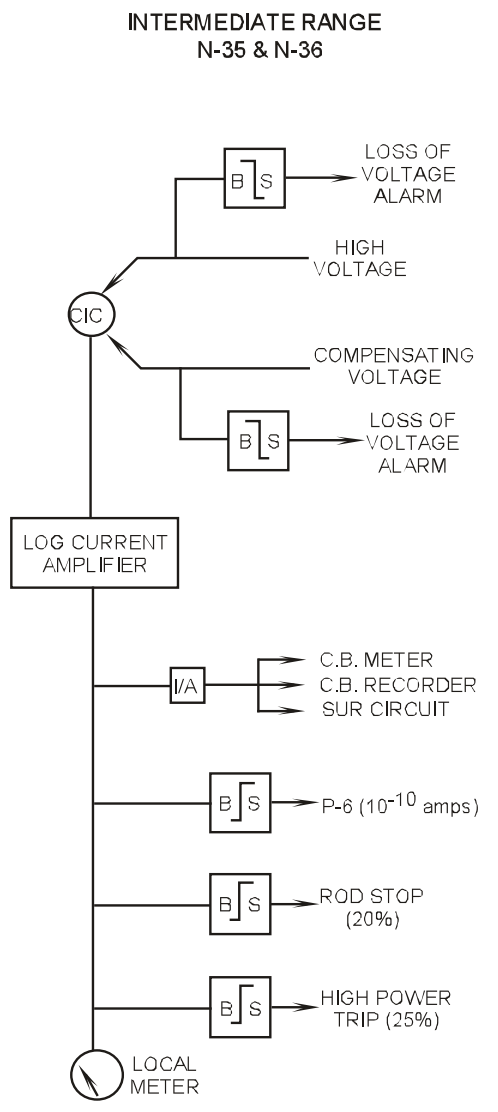 INTERMEDIATE RANGE
N-35 & N-36
B S
LOSS OF
VOLTAGE
ALARM
HIGH
VOLTAGE
CIC
COMPENSATING
VOLTAGE
B S
LOSS OF
VOLTAGE
ALARM
LOG CURRENT
AMPLIFIER
I/A
C.B. METER
C.B. RECORDER
SUR CIRCUIT
B S
P-6 (10⁻¹⁰ amps)
B S
ROD STOP
(20%)
B S
HIGH POWER
TRIP (25%)
LOCAL
METER